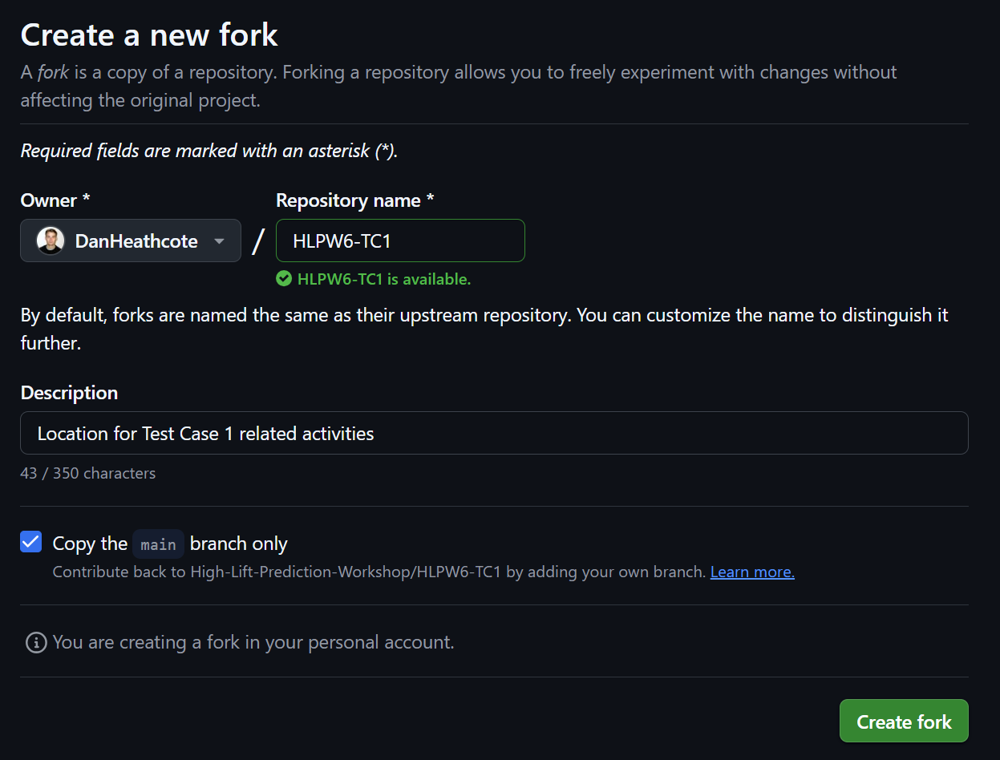 Create a new fork
A fork is a copy of a repository. Forking a repository allows you to freely experiment with changes without
affecting the original project.
Required fields are marked with an asterisk (*).
Owner *
Repository name *
DanHeathcote / HLPW6-TC1
HLPW6-TC1 is available.
By default, forks are named the same as their upstream repository. You can customize the name to distinguish it
further.
Description
Location for Test Case 1 related activities
43 / 350 characters
Copy the main branch only
Contribute back to High-Lift-Prediction-Workshop/HLPW6-TC1 by adding your own branch. Learn more.
You are creating a fork in your personal account.
Create fork